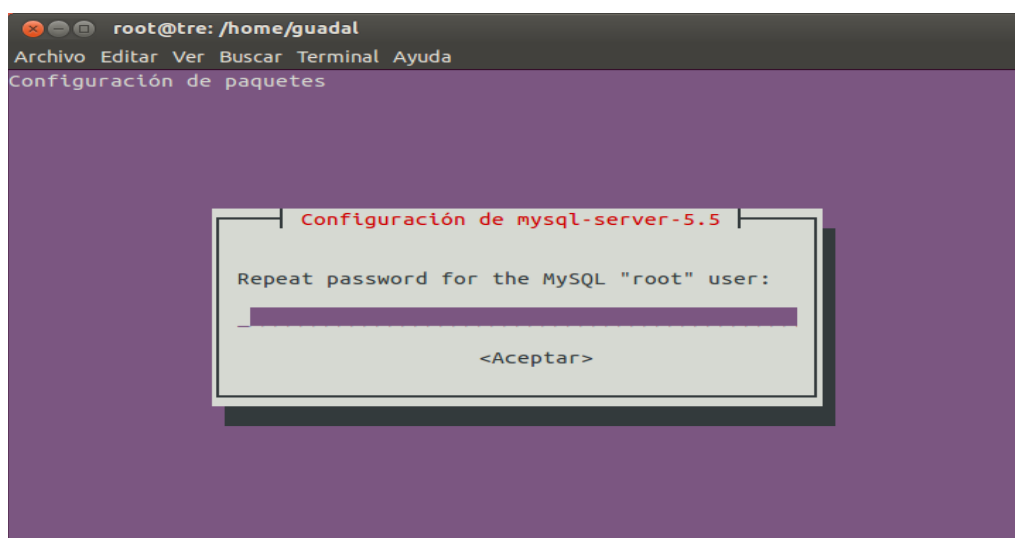 root@tre: /home/guadal
Archivo Editar Ver Buscar Terminal Ayuda
Configuración de paquetes
Configuración de mysql-server-5.5
Repeat password for the MySQL "root" user:
<Aceptar>